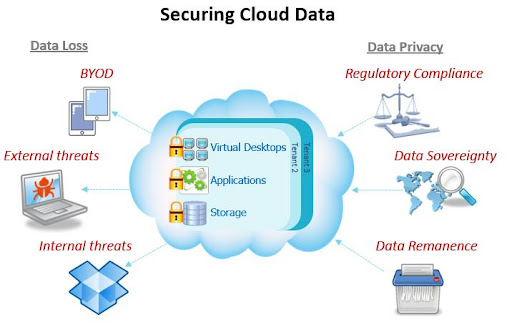 Securing Cloud Data
Data Loss
Data Privacy
BYOD
Regulatory Compliance
External threats
Data Sovereignty
Internal threats
Data Remanence
Virtual Desktops
Applications
Storage
Tenant 2
Tenant 3